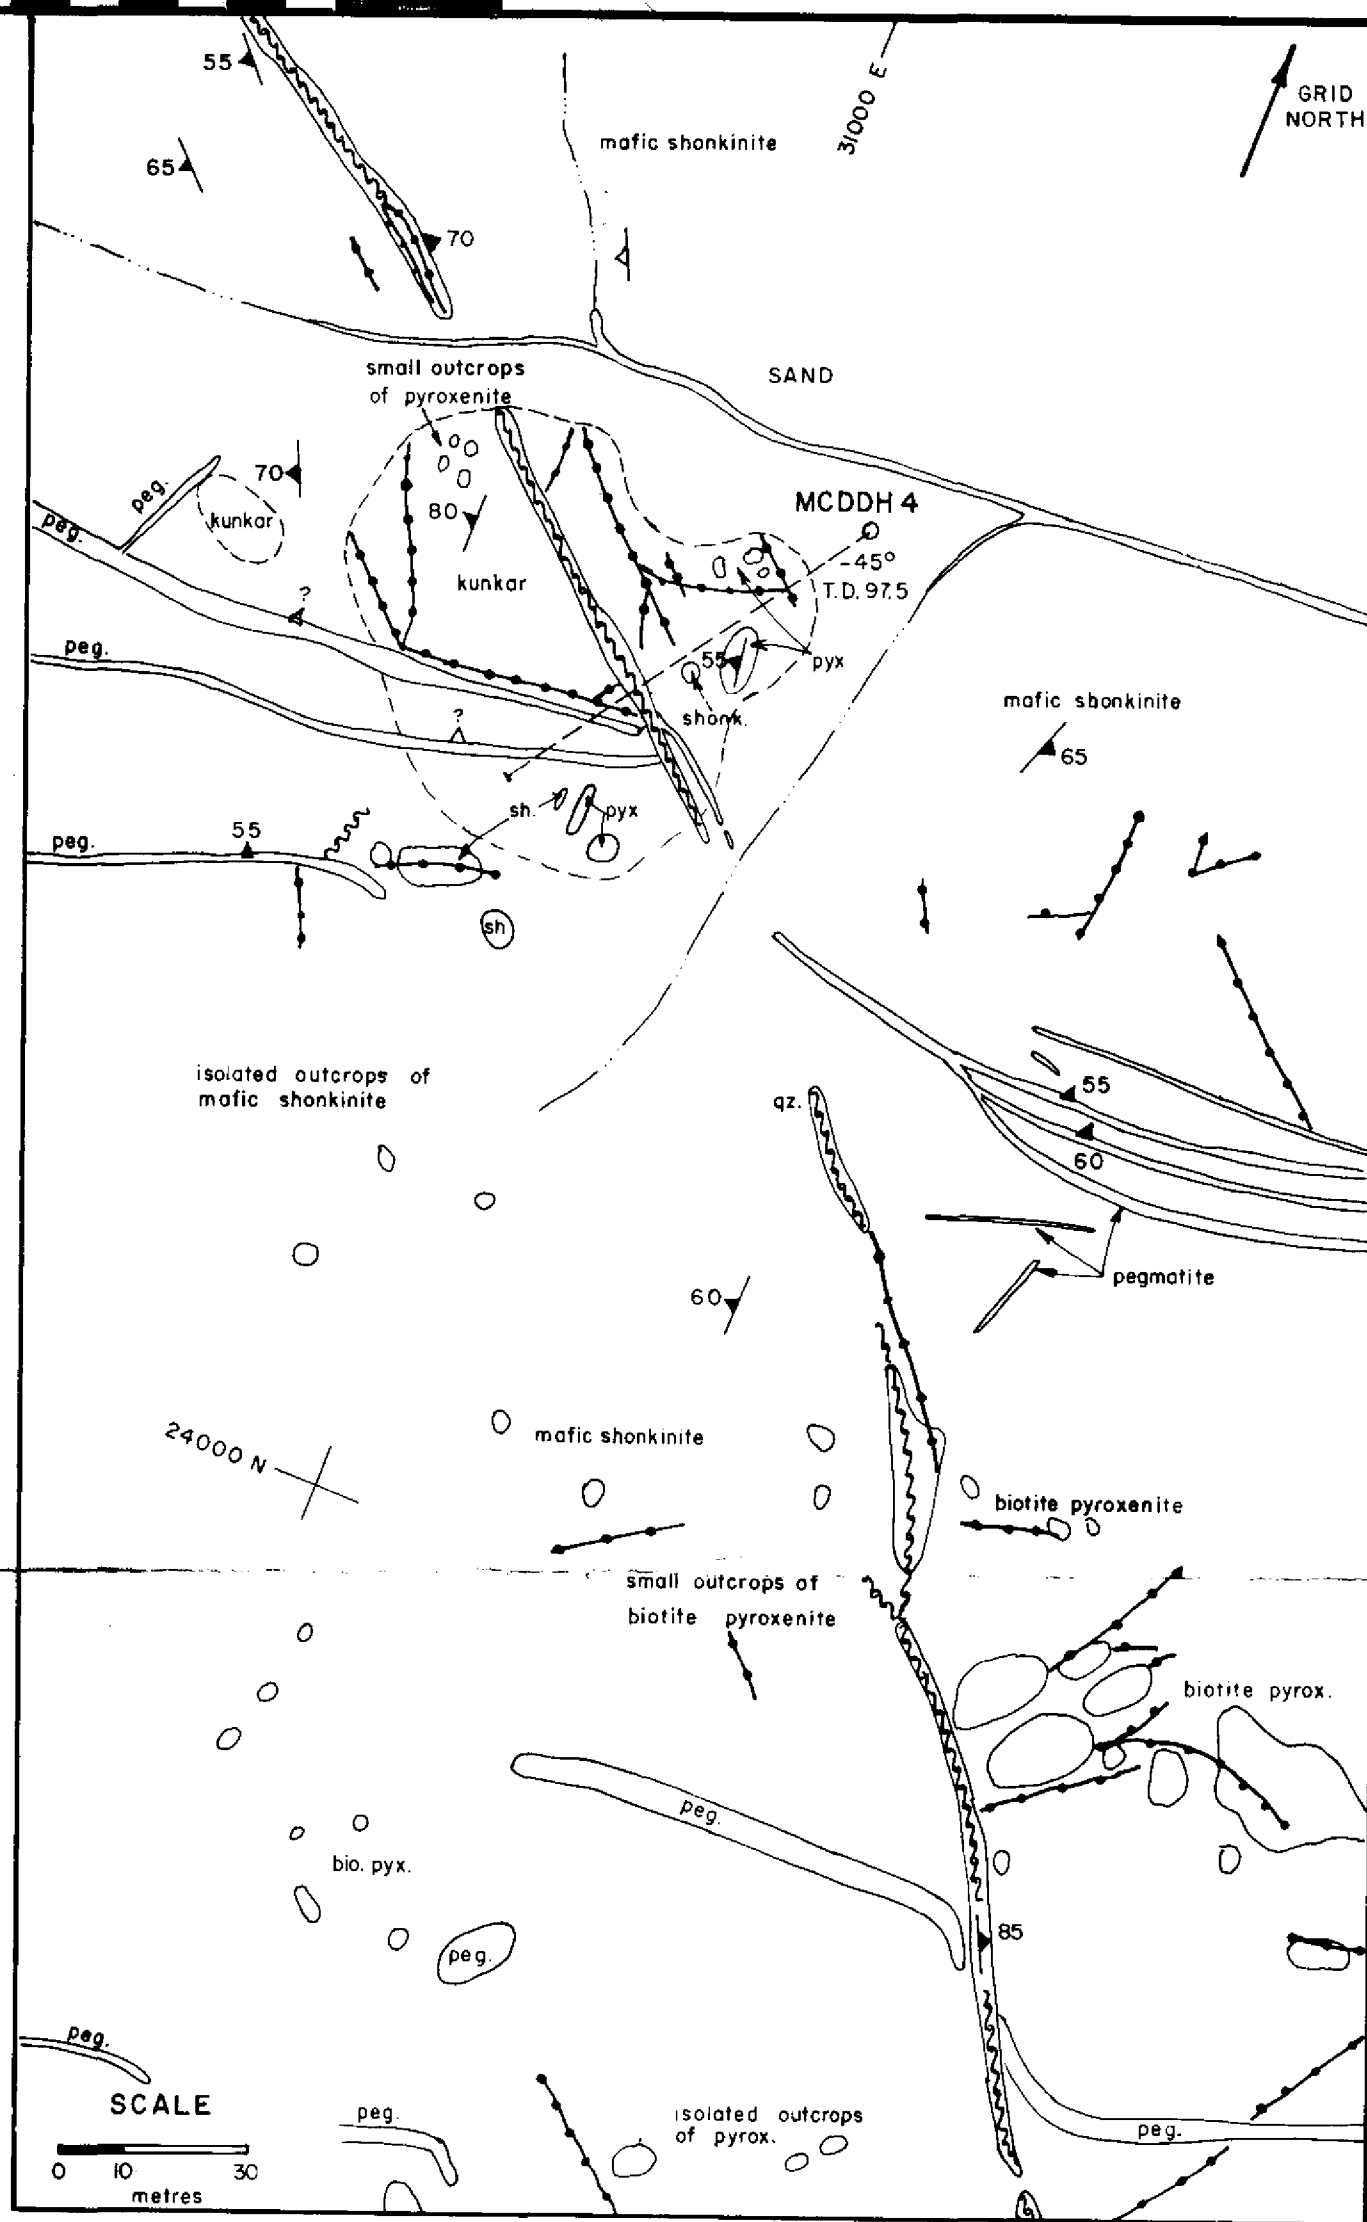 55
31000 E
GRID
NORTH
mafic shonkinite
65
70
small outcrops
of pyroxenite
SAND
peg.
70
kunkar
80
MCDDH 4
peg.
-45°
T.D. 97.5
kunkar
?
peg.
55
pyx
shonk.
mafic shonkinite
?
65
sh.
pyx
55
peg.
sh
isolated outcrops of
mafic shonkinite
qz.
55
60
pegmatite
60
24000 N
mafic shonkinite
biotite pyroxenite
small outcrops of
biotite pyroxenite
biotite pyrox.
peg.
bio. pyx.
peg.
85
peg.
SCALE
peg.
isolated outcrops
of pyrox.
peg.
0 10 30
metres